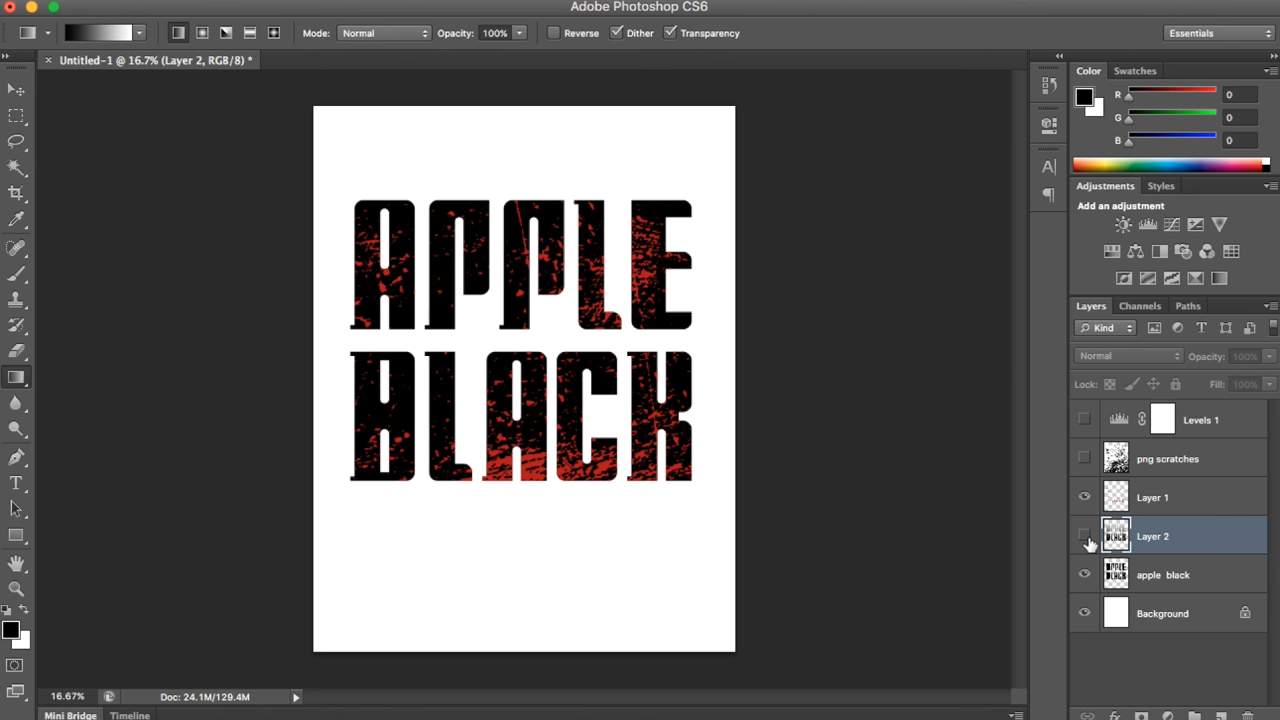 Adobe Photoshop CS6
Mode: Normal Opacity: 100% Reverse Dither Transparency Essentials
× Untitled-1 @ 16.7% (Layer 2, RGB/8) *
Color Swatches
R 0
G 0
B 0
Adjustments Styles
Add an adjustment
Layers Channels Paths
Kind
Normal Opacity: 100%
Lock: Fill: 100%
Levels 1
png scratches
Layer 1
Layer 2
apple black
Background
APPLE
BLACK
16.67% Doc: 24.1M/129.4M
Mini Bridge Timeline